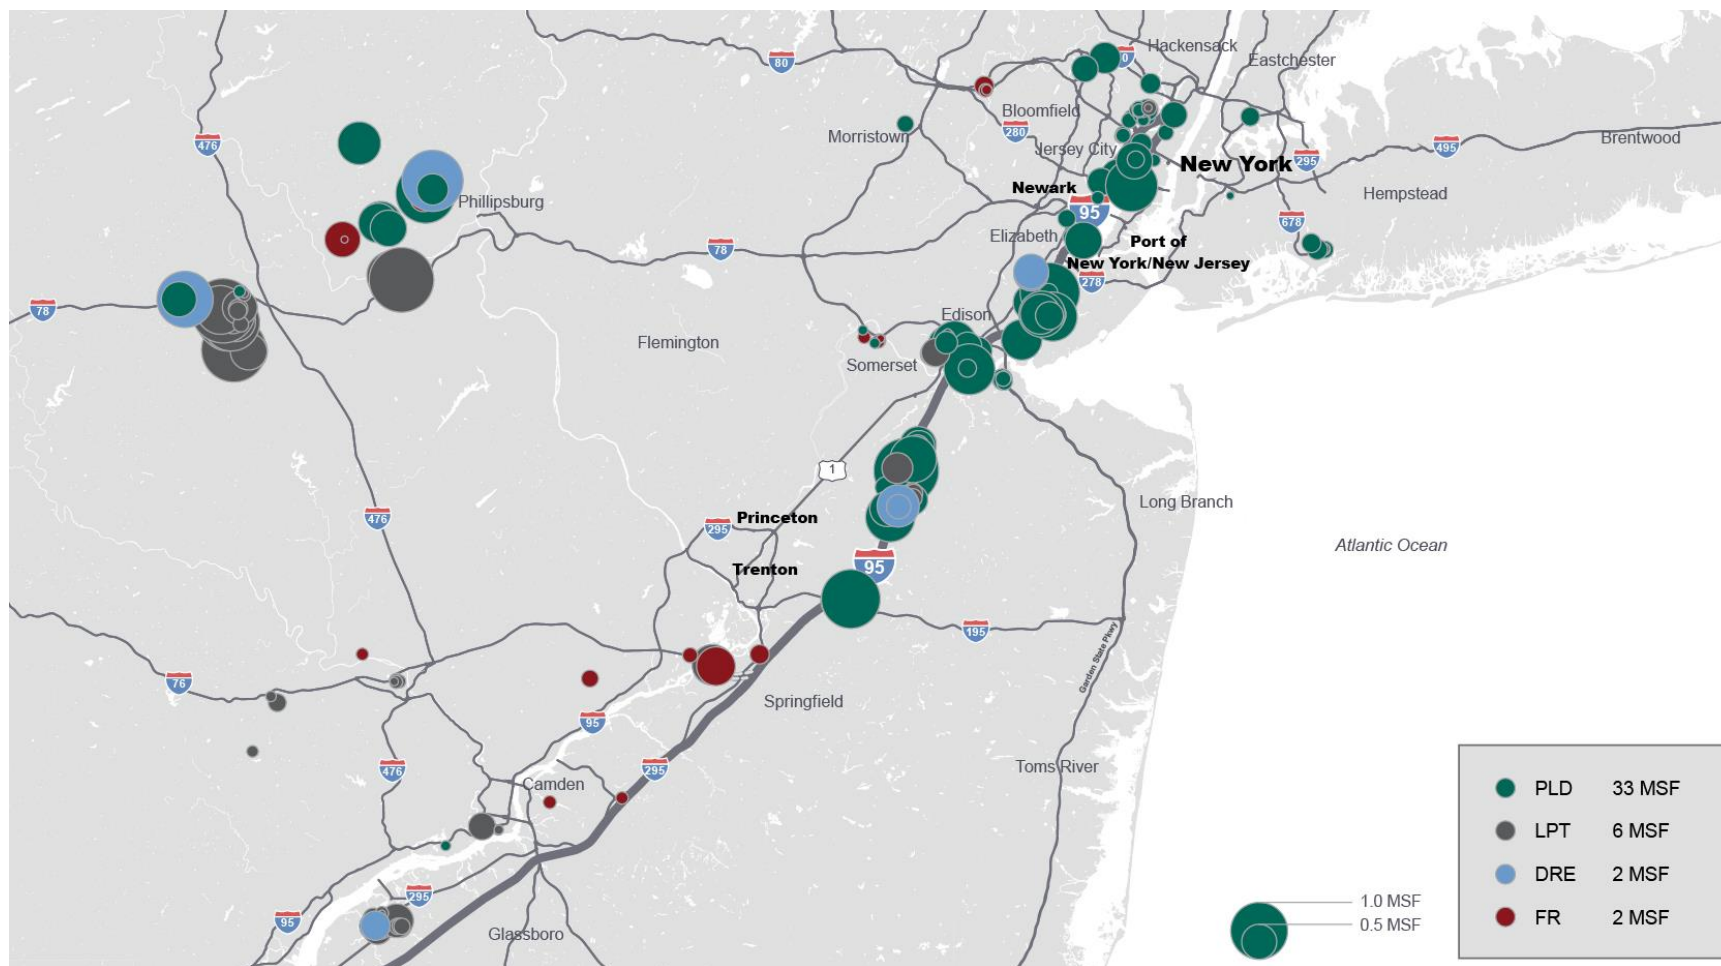 Hackensack
80
0
Eastchester
Bloomfield
280
Morristown
476
Jersey City
495
Brentwood
New York
295
Newark
Hempstead
Phillipsburg
95
678
Elizabeth
Port of
New York/New Jersey
78
278
78
Edison
Flemington
Somerset
1
Long Branch
476
Princeton
295
Atlantic Ocean
95
Trenton
195
Garden State Pkwy
76
Springfield
95
476
295
Toms River
Camden
295
95
Glassboro
PLD 33 MSF
LPT 6 MSF
DRE 2 MSF
FR 2 MSF
1.0 MSF
0.5 MSF